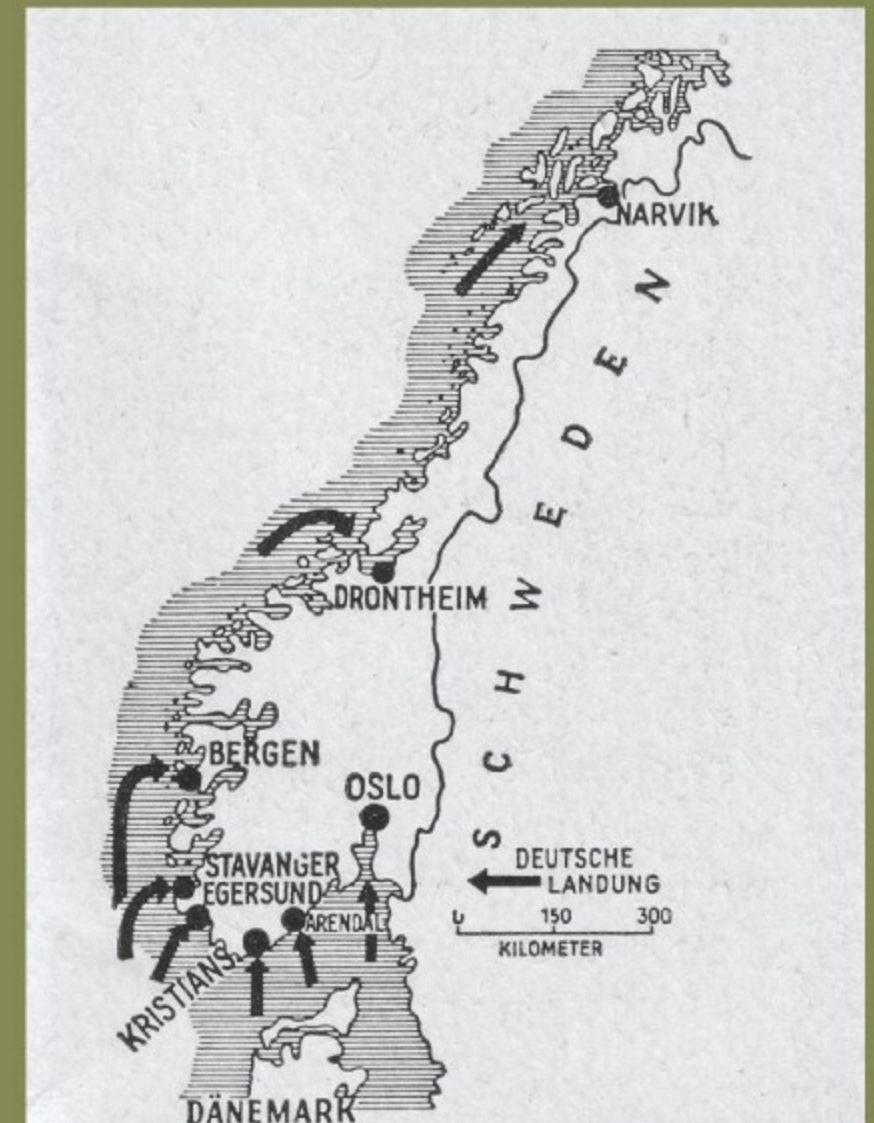 NARVIK
SCHWEDEN
DRONTHEIM
BERGEN
OSLO
STAVANGER
EGERSUND
ARENDAL
KRISTIANS.
DEUTSCHE
LANDUNG
0 150 300
KILOMETER
DÄNEMARK